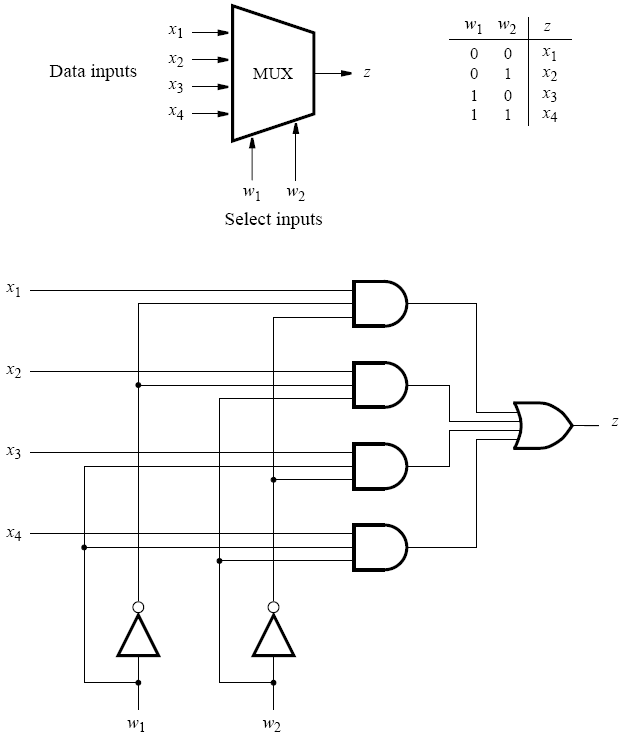 x1
x2
Data inputs
x3
x4
MUX
z
w1 w2
Select inputs
w1 w2 z
0 0 x1
0 1 x2
1 0 x3
1 1 x4
x1
x2
x3
x4
z
w1 w2